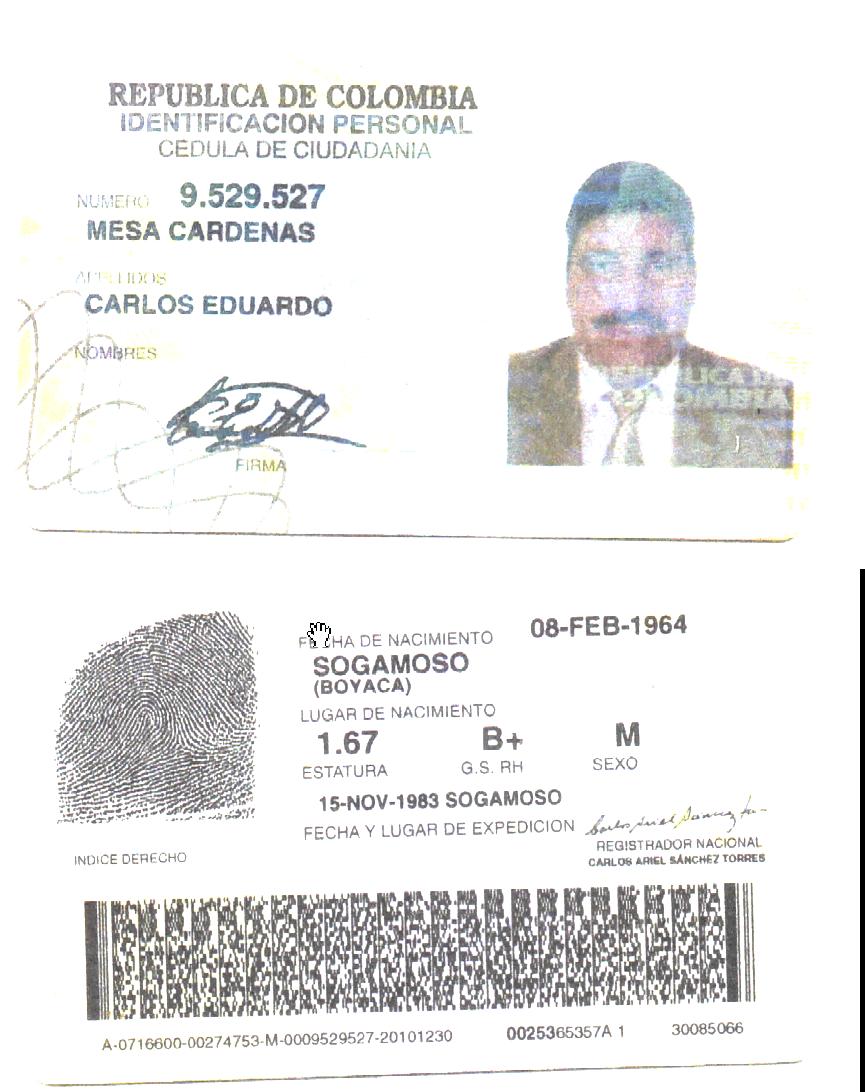 REPUBLICA DE COLOMBIA
IDENTIFICACION PERSONAL
CEDULA DE CIUDADANIA
NUMERO 9.529.527
MESA CARDENAS
APELLIDOS
CARLOS EDUARDO
NOMBRES
FIRMA
REPUBLICA DE
COLOMBIA
FECHA DE NACIMIENTO 08-FEB-1964
SOGAMOSO
(BOYACA)
LUGAR DE NACIMIENTO
1.67 B+ M
ESTATURA G.S. RH SEXO
15-NOV-1983 SOGAMOSO
FECHA Y LUGAR DE EXPEDICION
REGISTRADOR NACIONAL
CARLOS ARIEL SÁNCHEZ TORRES
INDICE DERECHO
A-0716600-00274753-M-0009529527-20101230 0025365357A 1 30085066